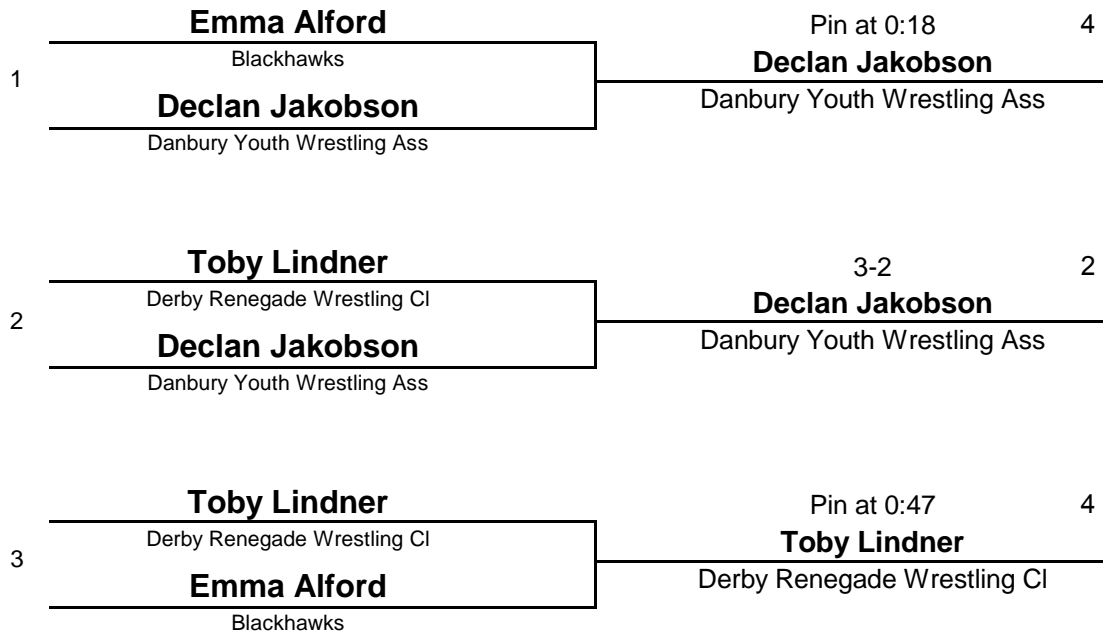 Emma Alford
Blackhawks
1
Declan Jakobson
Danbury Youth Wrestling Ass
Pin at 0:18 4
Declan Jakobson
Danbury Youth Wrestling Ass
Toby Lindner
Derby Renegade Wrestling Cl
2
Declan Jakobson
Danbury Youth Wrestling Ass
3-2 2
Declan Jakobson
Danbury Youth Wrestling Ass
Toby Lindner
Derby Renegade Wrestling Cl
3
Emma Alford
Blackhawks
Pin at 0:47 4
Toby Lindner
Derby Renegade Wrestling Cl